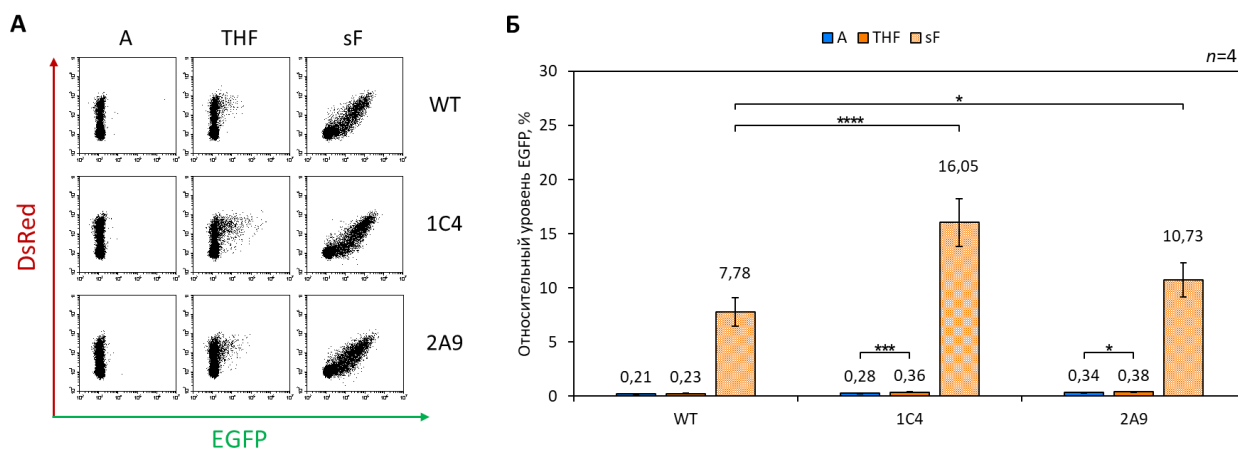 А
A THF sF
WT
1C4
2A9
DsRed
EGFP
Б
A THF sF
n=4
Относительный уровень EGFP, %
30
25
20
15
10
5
0
*
****
16,05
10,73
7,78
***
*
0,21 0,23 0,28 0,36 0,34 0,38
WT 1C4 2A9